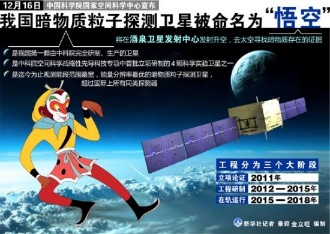 12月16日 中国科学院国家空间科学中心宣布
我国暗物质粒子探测卫星被命名为“悟空”
将在酒泉卫星发射中心发射升空,去太空寻找暗物质存在的证据
是我国第一颗由中科院完全研制、生产的卫星
是中科院空间科学战略性先导科技专项中首批立项研制的4颗科学实验卫星之一
是迄今为止观测能段范围最宽、能量分辨率最优的暗物质粒子探测卫星,
超过国际上所有同类探测器
工程分为三个大阶段
立项论证 2011年
工程研制 2012—2015年
在轨运行 2015—2018年
新华社记者 秦迎 金立旺 编制